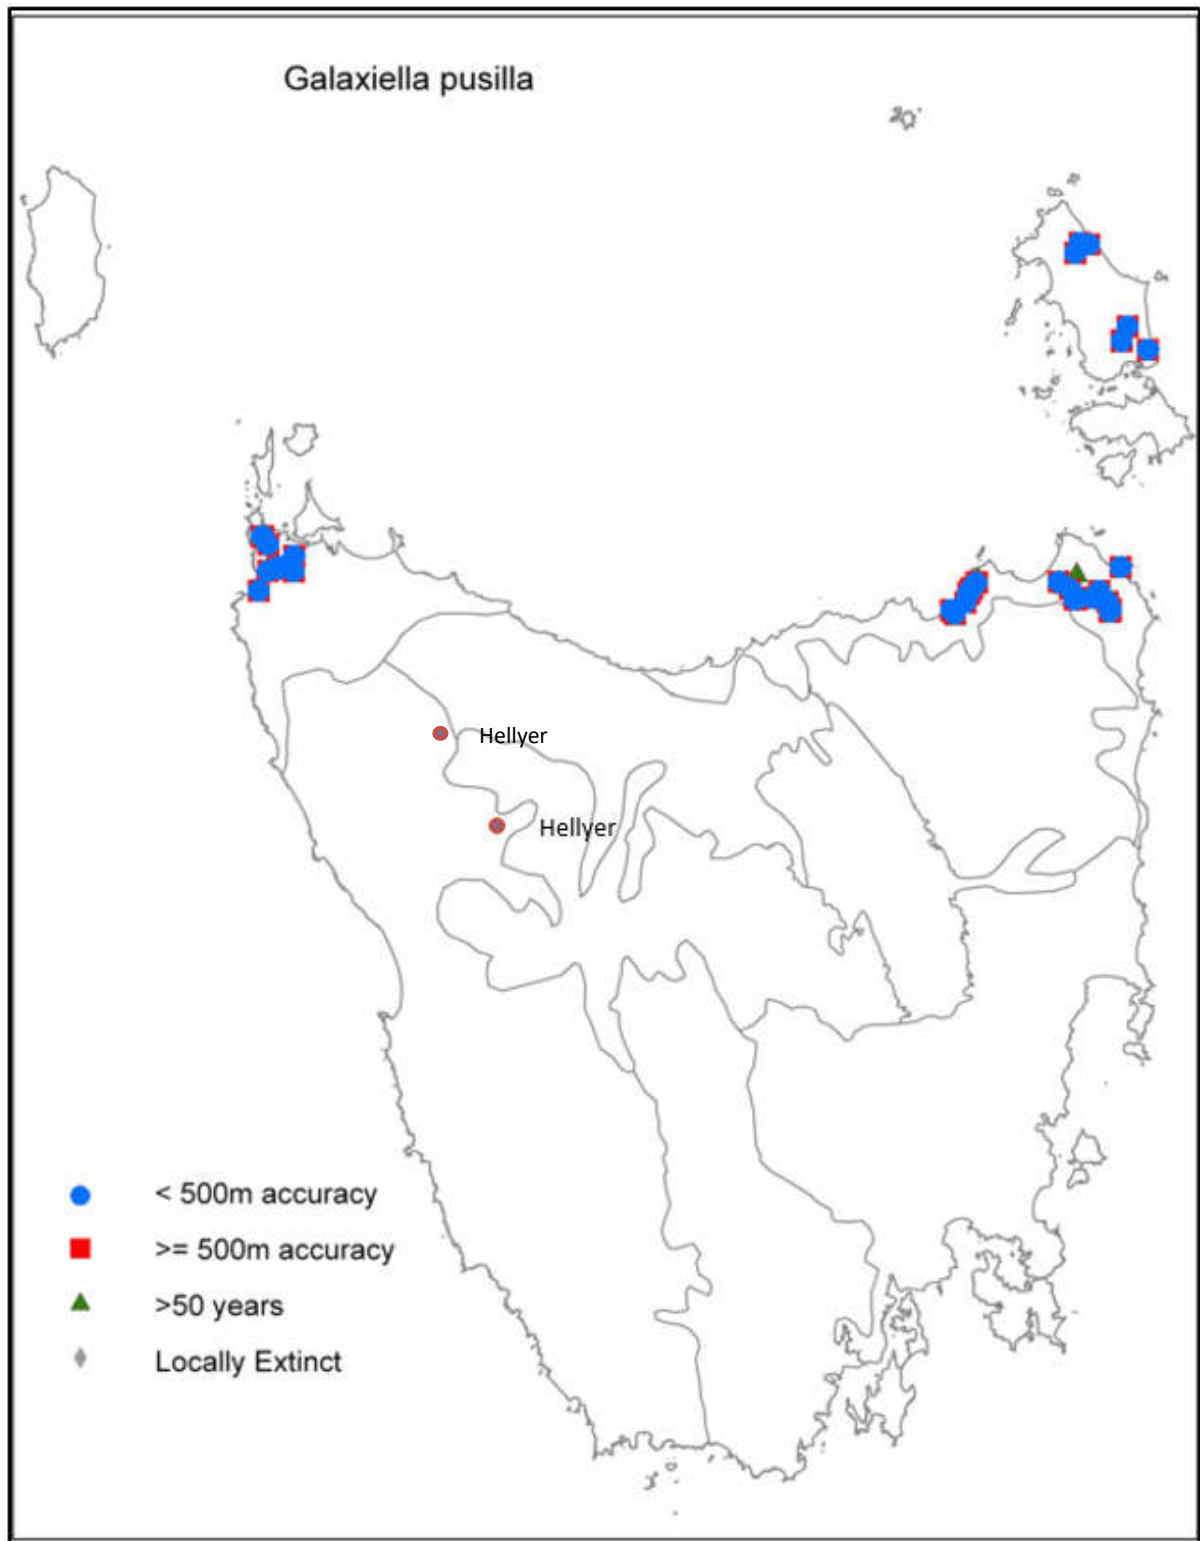 Galaxiella pusilla
Hellyer
Hellyer
< 500m accuracy
>= 500m accuracy
>50 years
Locally Extinct